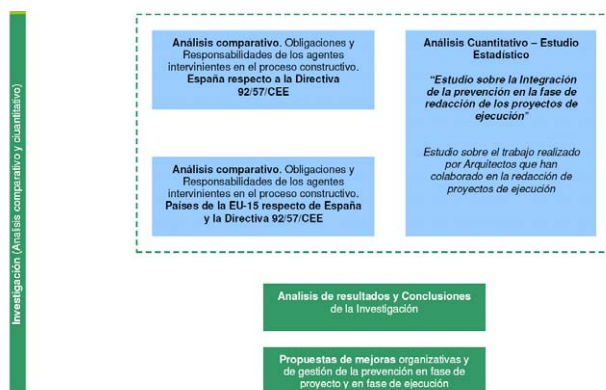 Investigación (Analisis comparativo y ciuantitativo)
Análisis comparativo. Obligaciones y
Responsabilidades de los agentes
intervinientes en el proceso constructivo.
España respecto a la Directiva
92/57/CEE
Análisis comparativo. Obligaciones y
Responsabilidades de los agentes
intervinientes en el proceso constructivo.
Países de la EU-15 respecto de España
y la Directiva 92/57/CEE
Análisis Cuantitativo – Estudio
Estadístico
“Estudio sobre la Integración
de la prevención en la fase de
redacción de los proyectos de
ejecución”
Estudio sobre el trabajo realizado
por Arquitectos que han
colaborado en la redacción de
proyectos de ejecución
Analisis de resultados y Conclusiones
de la Investigación
Propuestas de mejoras organizativas y
de gestión de la prevención en fase de
proyecto y en fase de ejecución